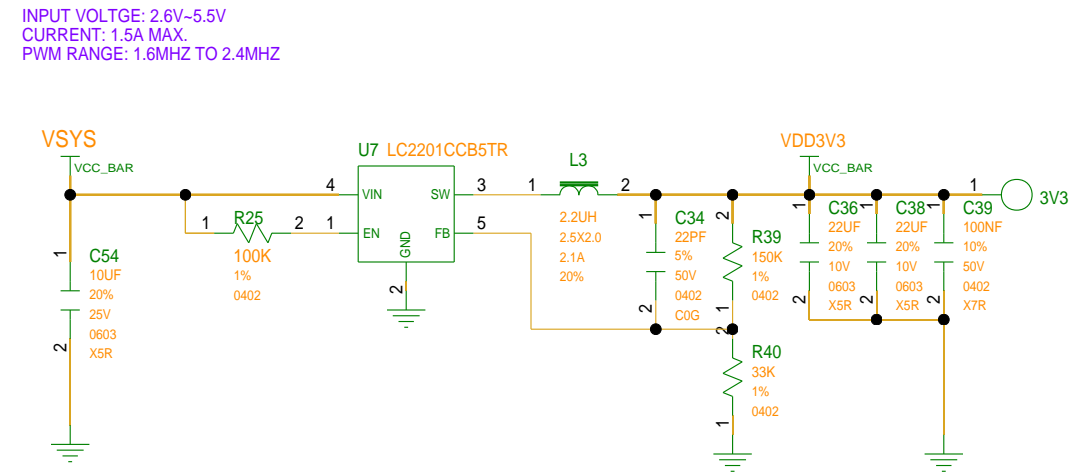 INPUT VOLTGE: 2.6V~5.5V
CURRENT: 1.5A MAX.
PWM RANGE: 1.6MHZ TO 2.4MHZ
VSYS
VCC_BAR
U7 LC2201CCB5TR
L3
VDD3V3
VCC_BAR
4
VIN
SW
3
1
2
1
3V3
1
R25
2
1
EN
FB
5
GND
2
100K
1%
0402
1
C54
10UF
20%
25V
0603
X5R
2
2.2UH
2.5X2.0
2.1A
20%
1
C34
22PF
5%
50V
0402
C0G
2
2
R39
150K
1%
0402
1
1
C36
22UF
20%
10V
0603
X5R
2
1
C38
22UF
20%
10V
0603
X5R
2
1
C39
100NF
10%
50V
0402
X7R
2
2
R40
33K
1%
0402
1